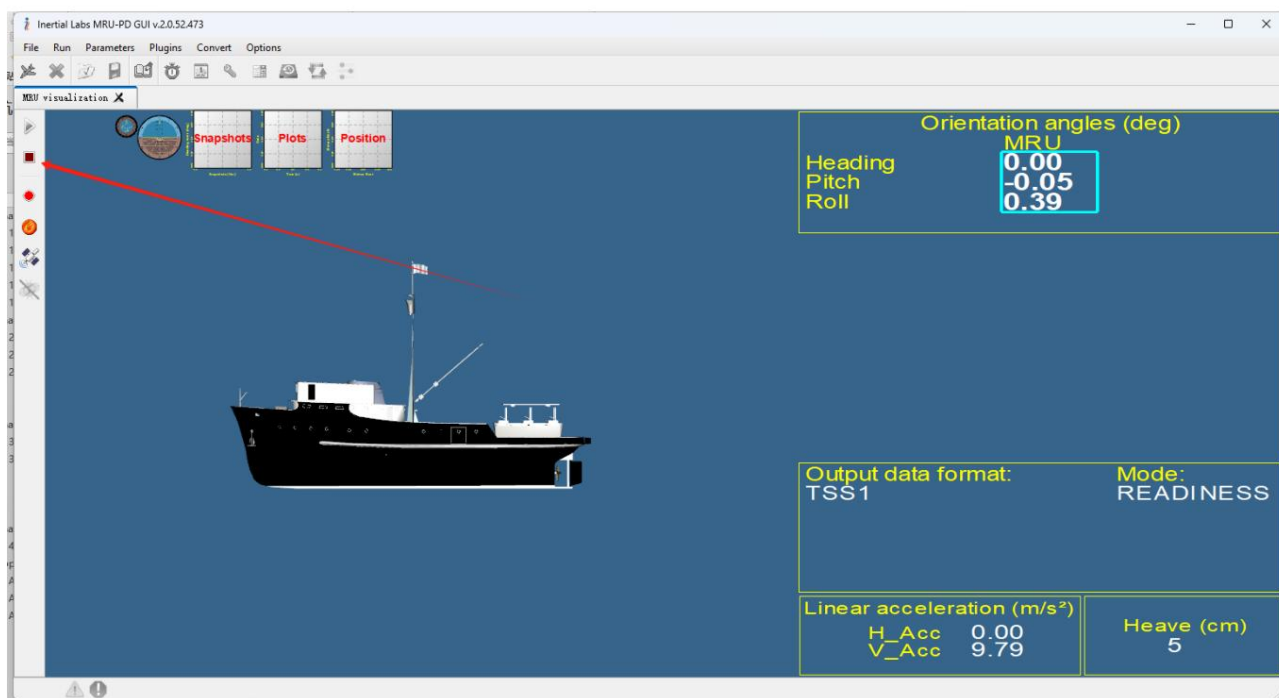 Inertial Labs MRU-PD GUI v.2.0.52.473
File Run Parameters Plugins Convert Options
MRU visualization
Snapshots Plots Position
Orientation angles (deg)
MRU
Heading 0.00
Pitch -0.05
Roll 0.39
Output data format: Mode:
TSS1 READINESS
Linear acceleration (m/s²)
H_Acc 0.00
V_Acc 9.79
Heave (cm)
5